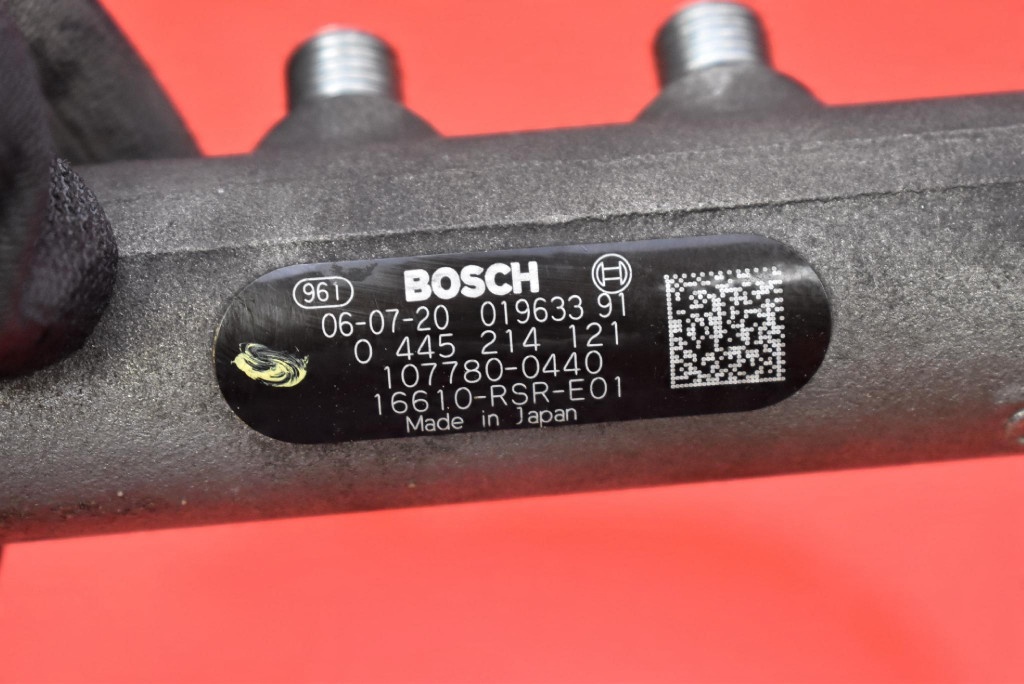 961 BOSCH
06-07-20 019633 91
0 445 214 121
107780-0440
16610-RSR-E01
Made in Japan